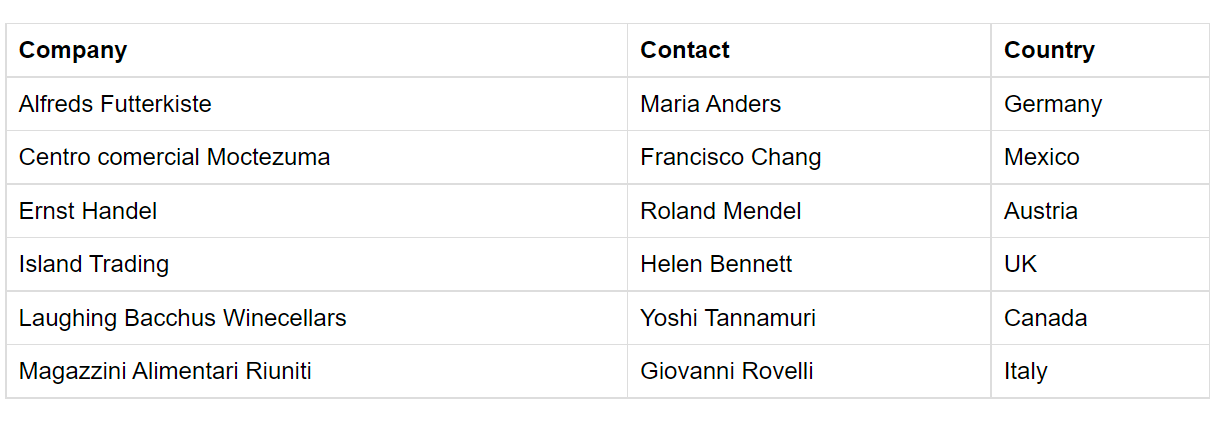 Company Contact Country
Alfreds Futterkiste Maria Anders Germany
Centro comercial Moctezuma Francisco Chang Mexico
Ernst Handel Roland Mendel Austria
Island Trading Helen Bennett UK
Laughing Bacchus Winecellars Yoshi Tannamuri Canada
Magazzini Alimentari Riuniti Giovanni Rovelli Italy